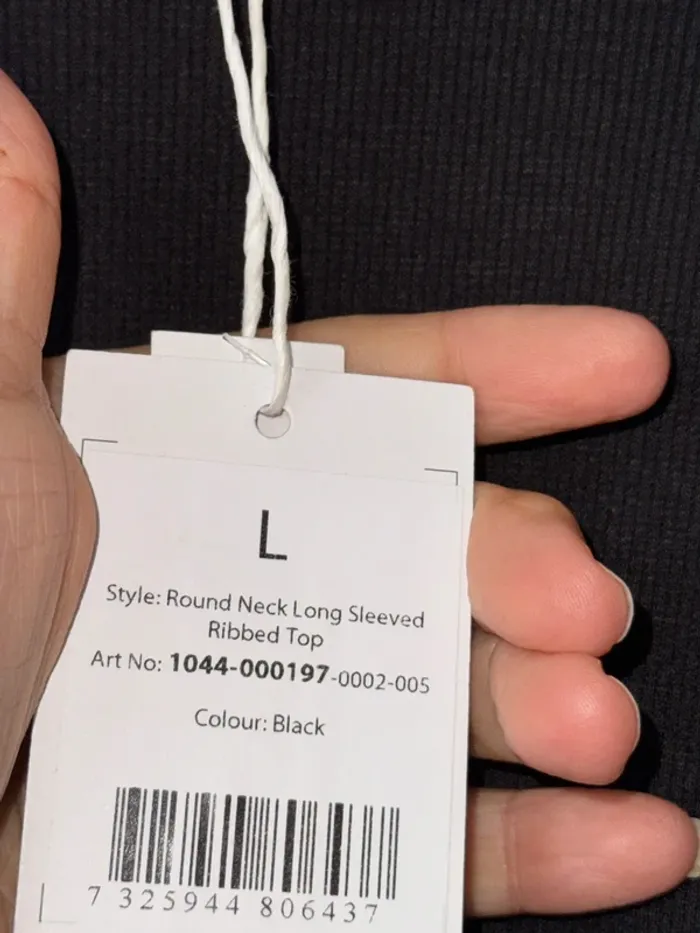 L
Style: Round Neck Long Sleeved
Ribbed Top
Art No: 1044-000197-0002-005
Colour: Black
7 325944 806437